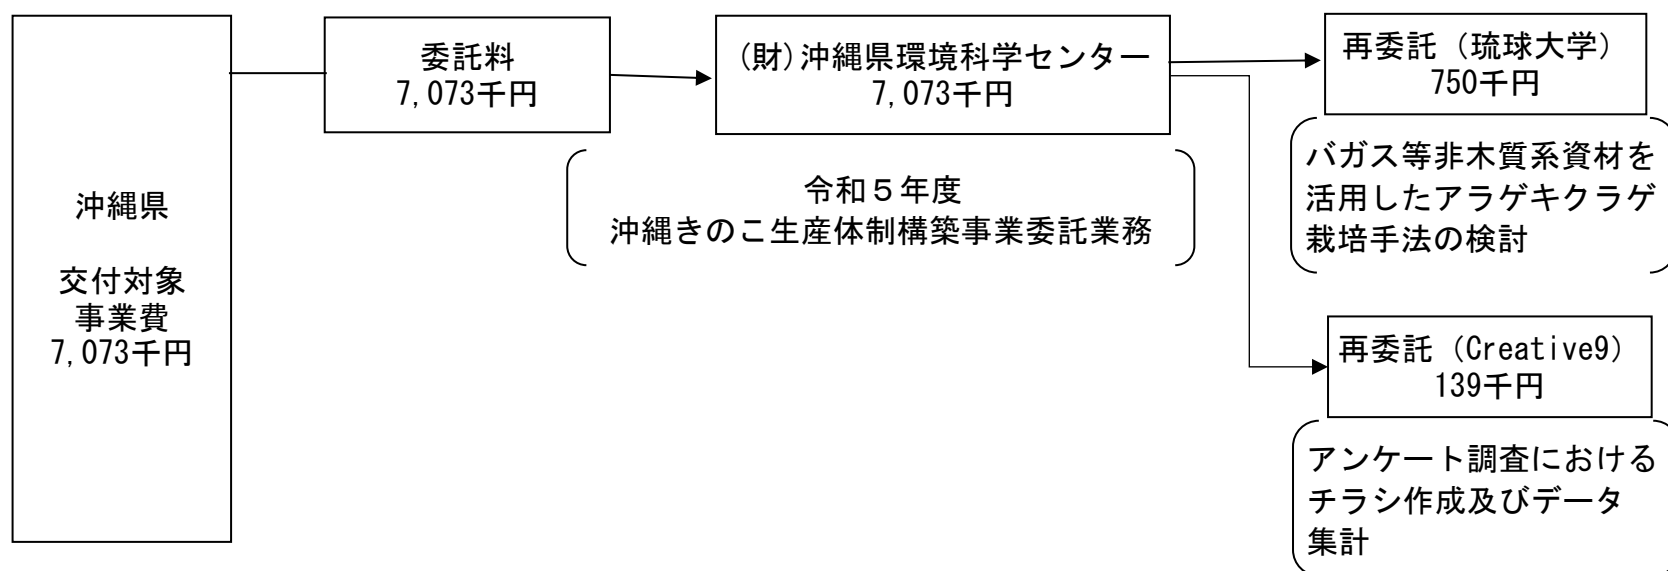 沖縄県
交付対象
事業費
7,073千円
委託料
7,073千円
(財)沖縄県環境科学センター
7,073千円
令和５年度
沖縄きのこ生産体制構築事業委託業務
再委託（琉球大学）
750千円
バガス等非木質系資材を
活用したアラゲキクラゲ
栽培手法の検討
再委託（Creative9）
139千円
アンケート調査における
チラシ作成及びデータ
集計